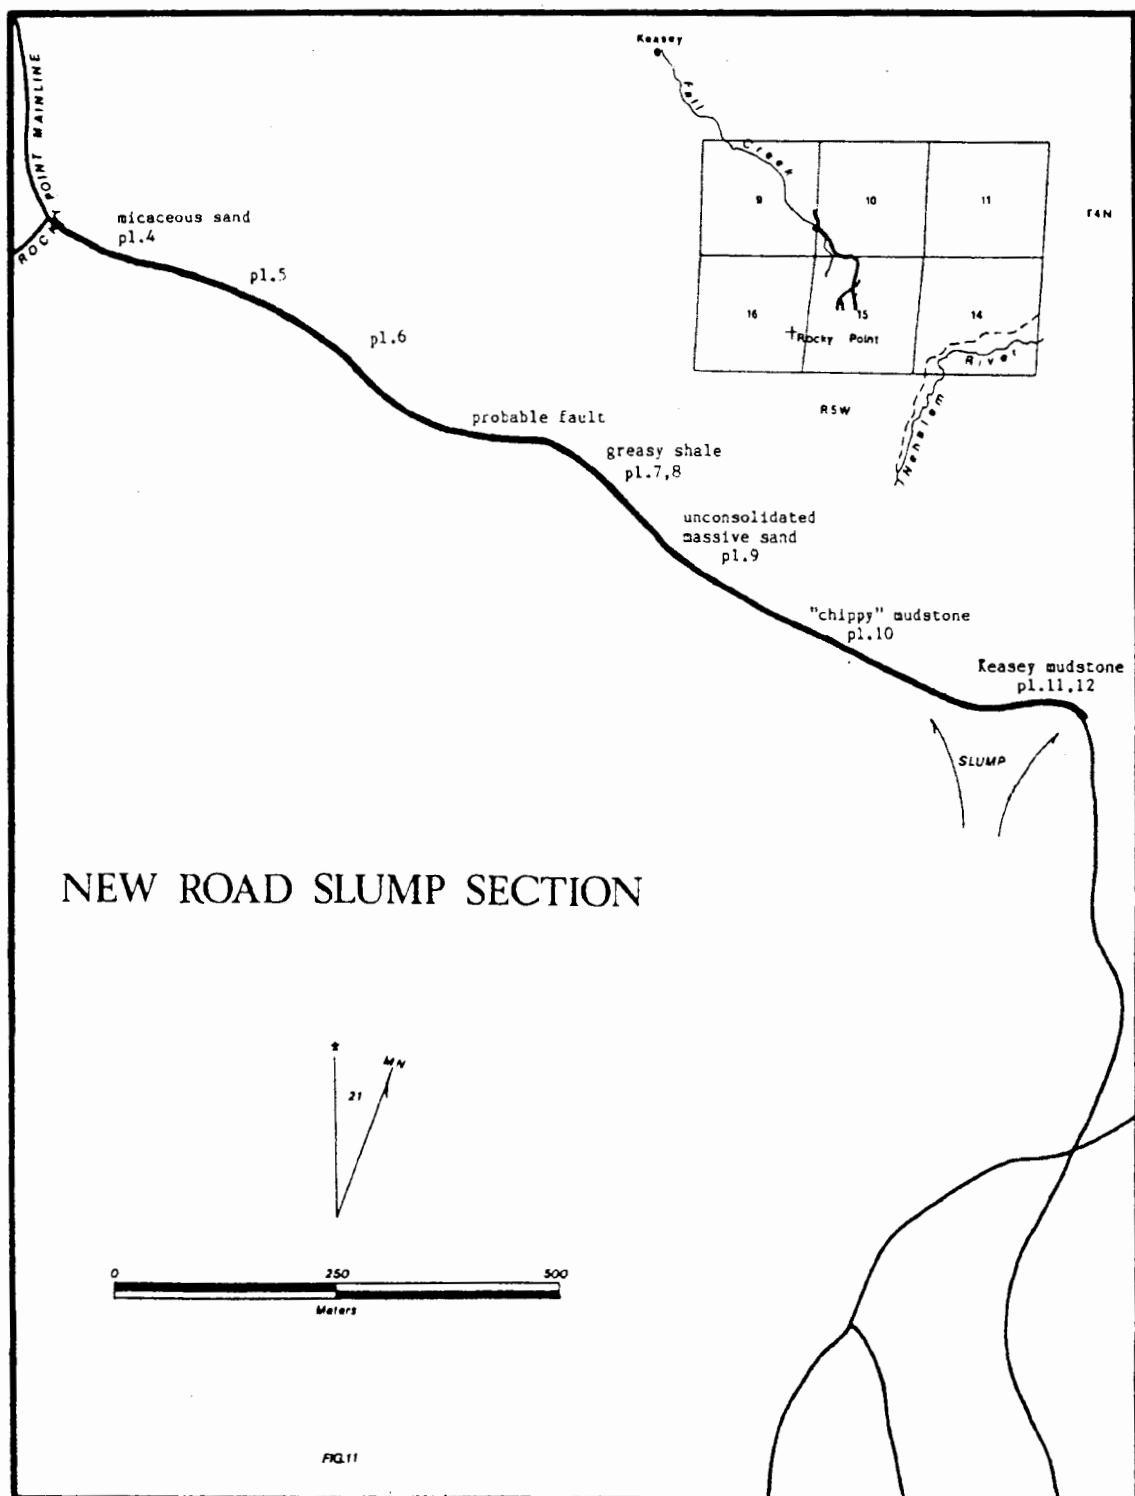 Keasey
Fall
Creek
9
10
11
T4N
16
15
14
Rocky Point
River
Nehalem
R5W
ROCKY POINT MAINLINE
micaceous sand
pl.4
pl.5
pl.6
probable fault
greasy shale
pl.7,8
unconsolidated
massive sand
pl.9
"chippy" mudstone
pl.10
Keasey mudstone
pl.11,12
SLUMP
NEW ROAD SLUMP SECTION
MN
21
0
250
500
Meters
FIG.11